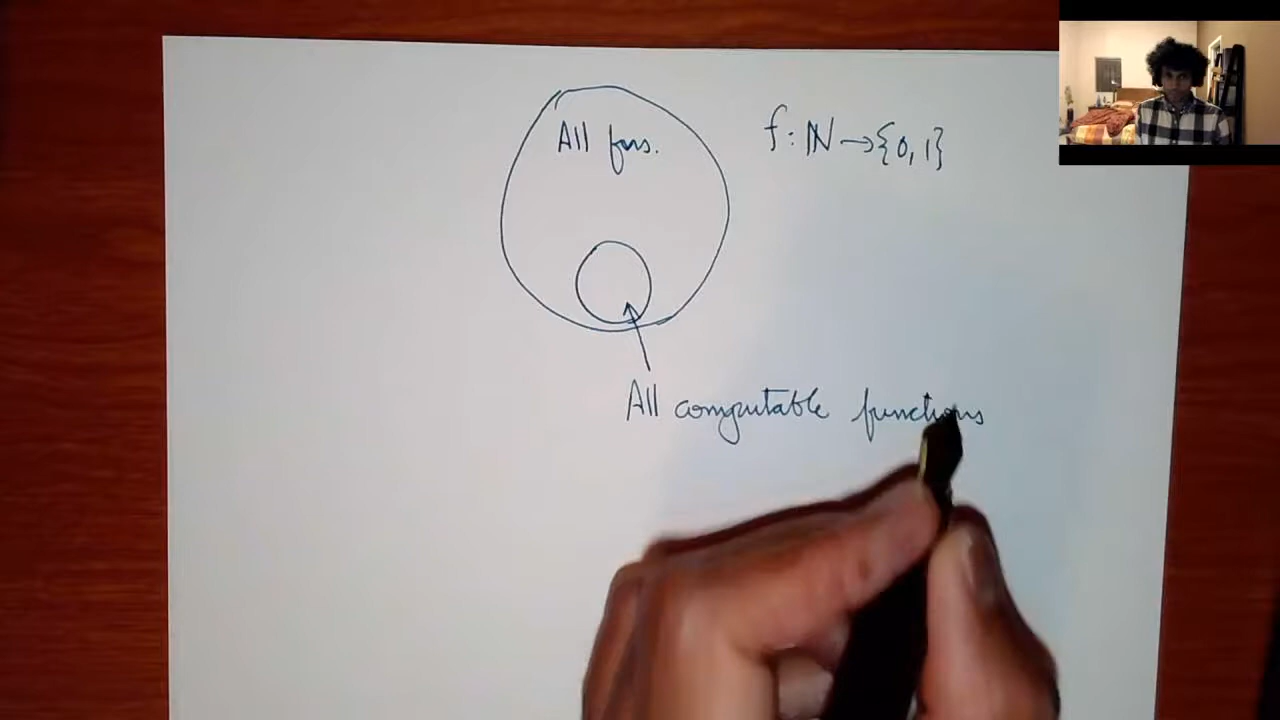 All fns.
f: ℕ → {0, 1}
All computable functions